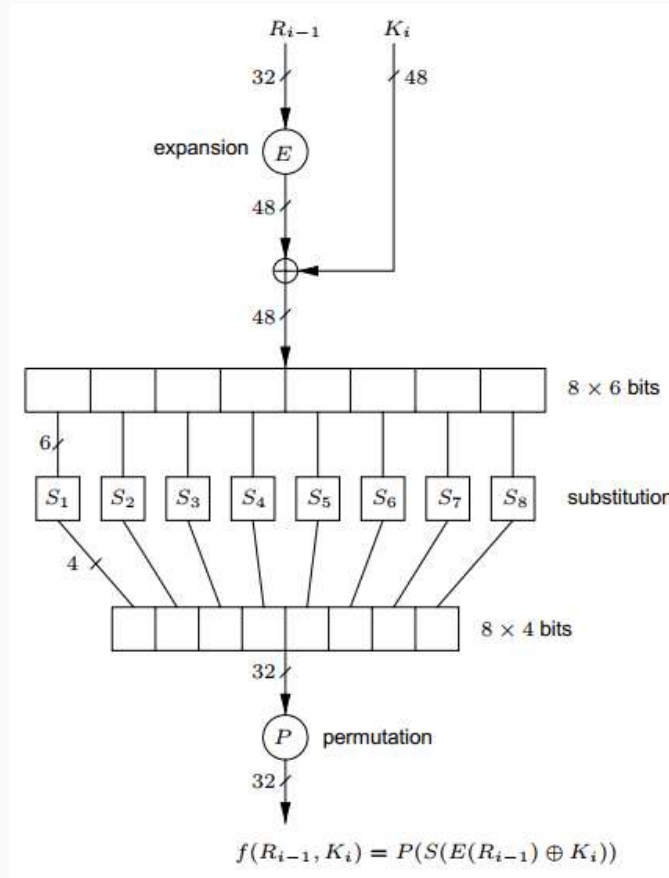 R_{i−1} K_i
32 48
expansion E
48
48
8 × 6 bits
6
S_1 S_2 S_3 S_4 S_5 S_6 S_7 S_8 substitution
4
8 × 4 bits
32
P permutation
32
f(R_{i−1}, K_i) = P(S(E(R_{i−1}) ⊕ K_i))